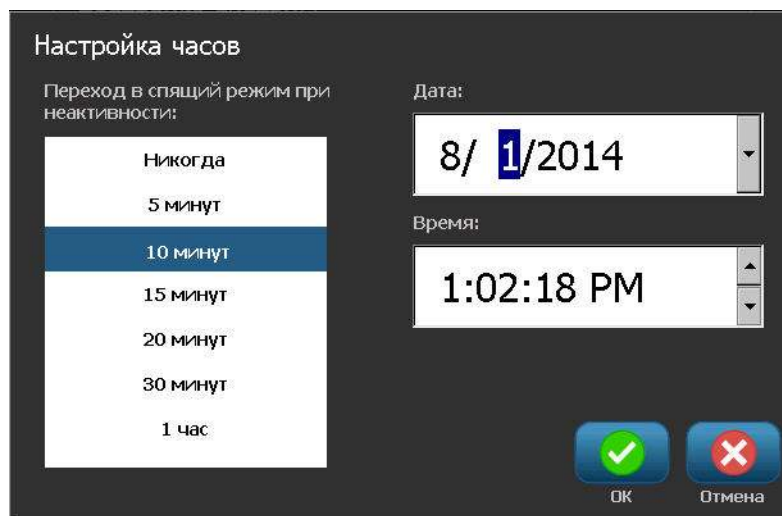 Настройка часов
Переход в спящий режим при
неактивности:
Никогда
5 минут
10 минут
15 минут
20 минут
30 минут
1 час
Дата:
8/ 1/2014
Время:
1:02:18 PM
OK
Отмена